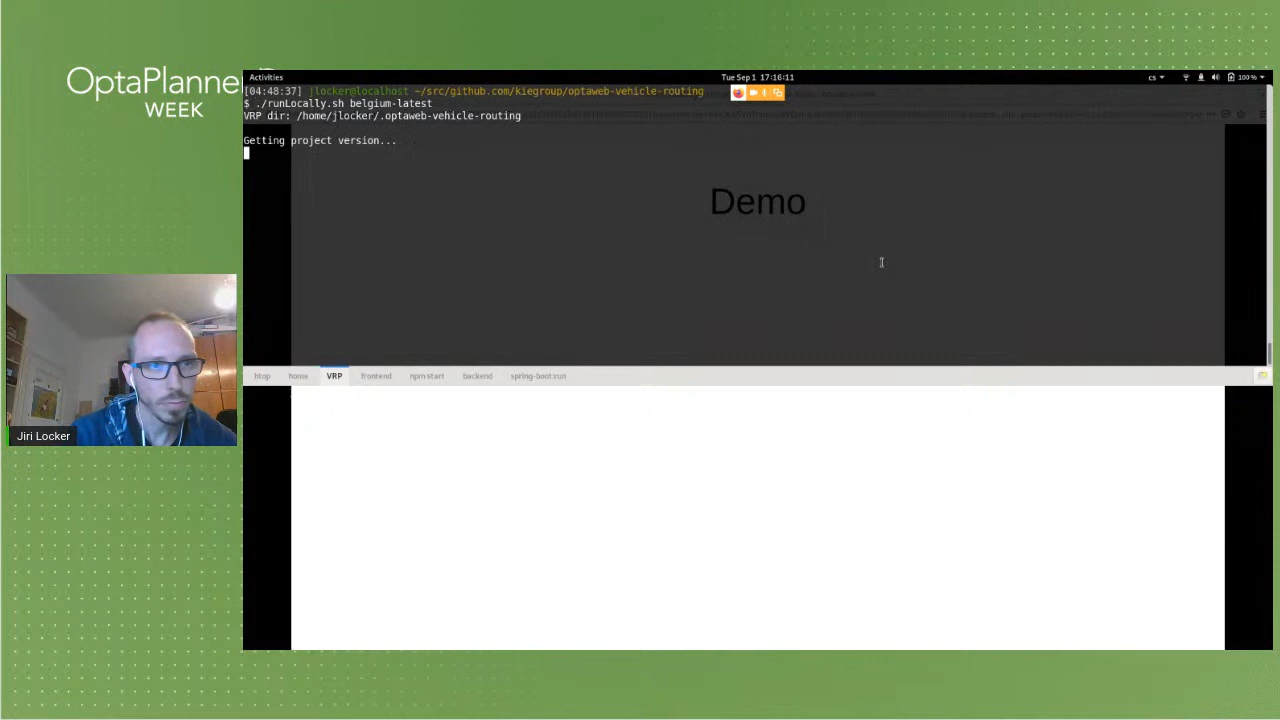 OptaPlanner
WEEK
Activities
Tue Sep 1 17:16:11
cs
100 %
[04:48:37] jlocker@localhost ~/src/github.com/kiegroup/optaweb-vehicle-routing
$ ./runLocally.sh belgium-latest
VRP dir: /home/jlocker/.optaweb-vehicle-routing
Getting project version...
Demo
htop home VRP frontend npm start backend spring-boot:run
Jiri Locker